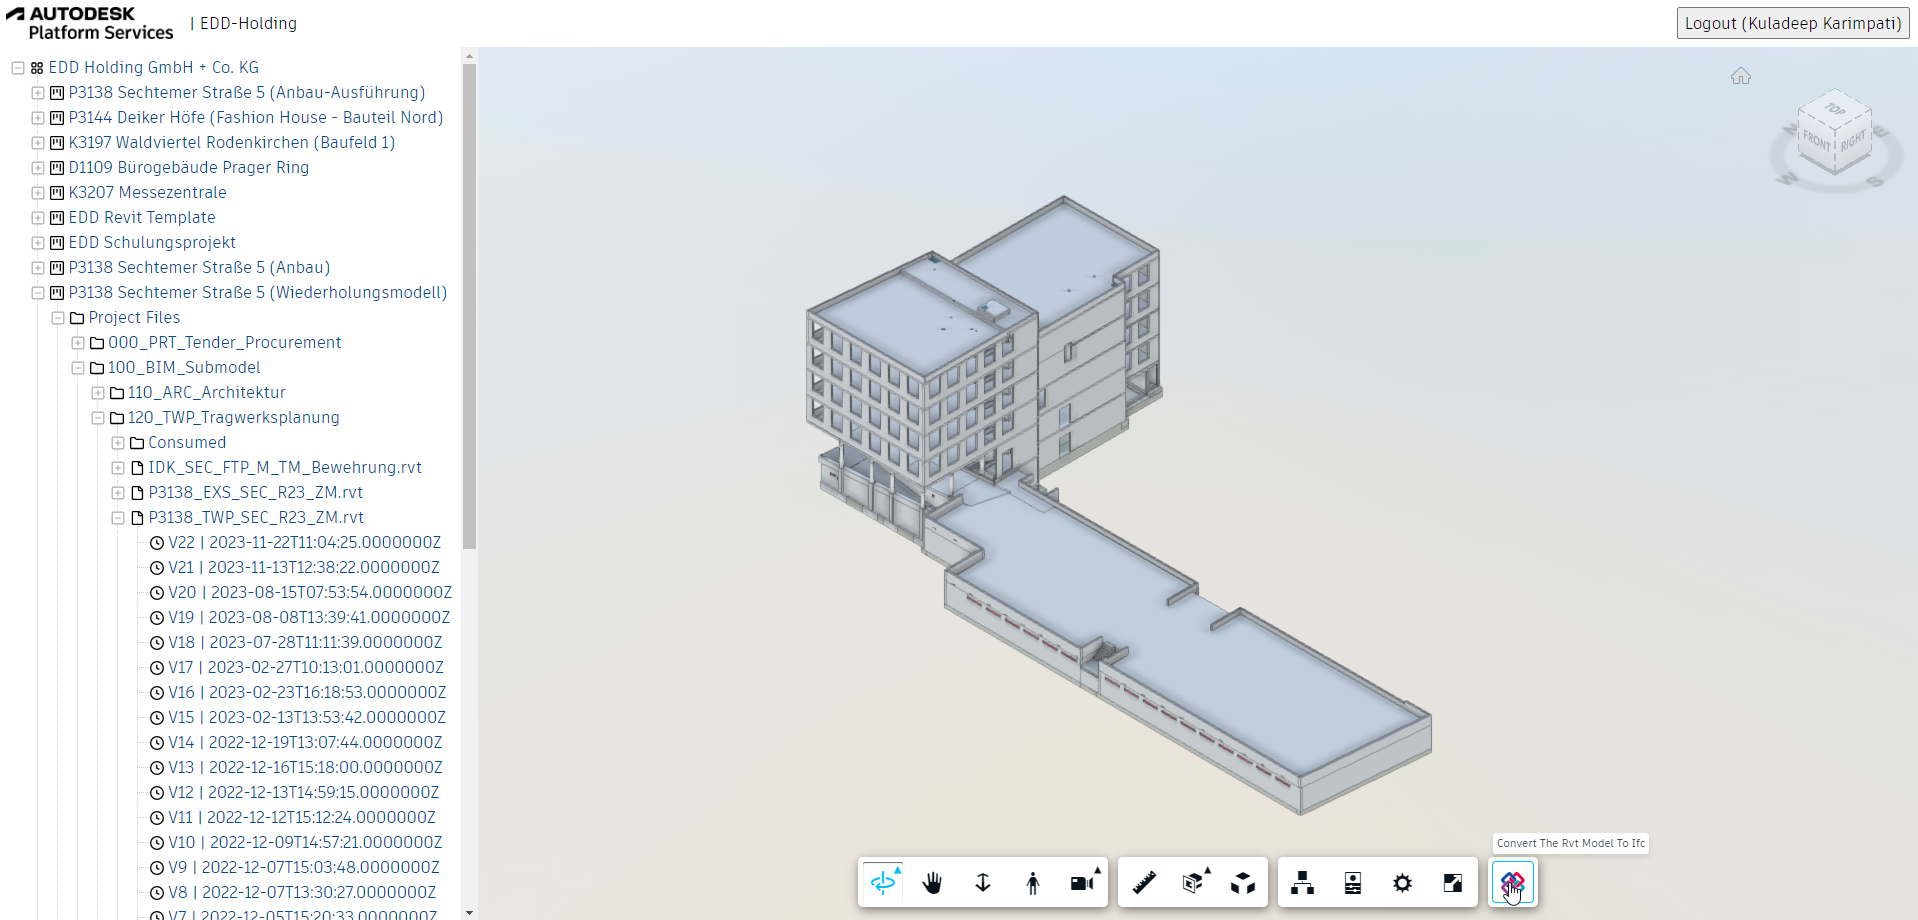 AUTODESK
Platform Services
| EDD-Holding
Logout (Kuladeep Karimpati)
EDD Holding GmbH + Co. KG
P3138 Sechtemer Straße 5 (Anbau-Ausführung)
P3144 Deiker Höfe (Fashion House - Bauteil Nord)
K3197 Waldviertel Rodenkirchen (Baufeld 1)
D1109 Bürogebäude Prager Ring
K3207 Messezentrale
EDD Revit Template
EDD Schulungsprojekt
P3138 Sechtemer Straße 5 (Anbau)
P3138 Sechtemer Straße 5 (Wiederholungsmodell)
Project Files
000_PRT_Tender_Procurement
100_BIM_Submodel
110_ARC_Architektur
120_TWP_Tragwerksplanung
Consumed
IDK_SEC_FTP_M_TM_Bewehrung.rvt
P3138_EXS_SEC_R23_ZM.rvt
P3138_TWP_SEC_R23_ZM.rvt
V22 | 2023-11-22T11:04:25.0000000Z
V21 | 2023-11-13T12:38:22.0000000Z
V20 | 2023-08-15T07:53:54.0000000Z
V19 | 2023-08-08T13:39:41.0000000Z
V18 | 2023-07-28T11:11:39.0000000Z
V17 | 2023-02-27T10:13:01.0000000Z
V16 | 2023-02-23T16:18:53.0000000Z
V15 | 2023-02-13T13:53:42.0000000Z
V14 | 2022-12-19T13:07:44.0000000Z
V13 | 2022-12-16T15:18:00.0000000Z
V12 | 2022-12-13T14:59:15.0000000Z
V11 | 2022-12-12T15:12:24.0000000Z
V10 | 2022-12-09T14:57:21.0000000Z
V9 | 2022-12-07T15:03:48.0000000Z
V8 | 2022-12-07T13:30:27.0000000Z
V7 | 2022-12-05T15:20:33.0000000Z
TOP
FRONT
RIGHT
N
E
W
S
Convert The Rvt Model To Ifc